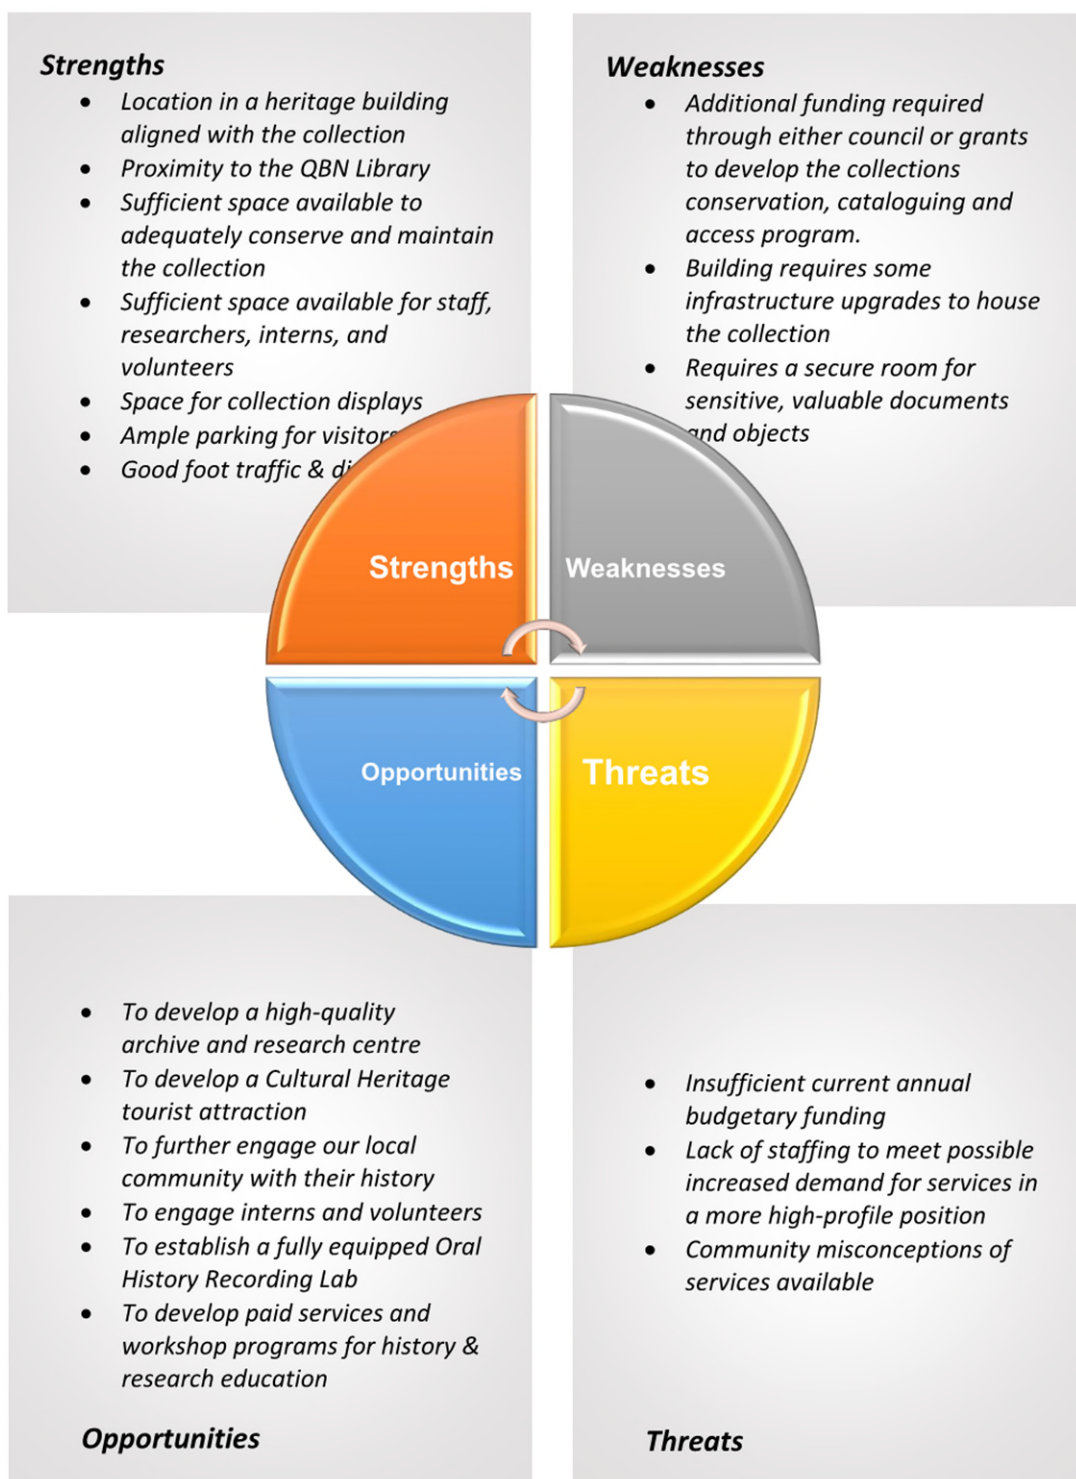 Strengths
• Location in a heritage building
aligned with the collection
• Proximity to the QBN Library
• Sufficient space available to
adequately conserve and maintain
the collection
• Sufficient space available for staff,
researchers, interns, and
volunteers
• Space for collection displays
• Ample parking for visitors
• Good foot traffic &
Weaknesses
• Additional funding required
through either council or grants
to develop the collections
conservation, cataloguing and
access program.
• Building requires some
infrastructure upgrades to house
the collection
• Requires a secure room for
sensitive, valuable documents
and objects
Strengths
Weaknesses
Opportunities
Threats
• To develop a high-quality
archive and research centre
• To develop a Cultural Heritage
tourist attraction
• To further engage our local
community with their history
• To engage interns and volunteers
• To establish a fully equipped Oral
History Recording Lab
• To develop paid services and
workshop programs for history &
research education
Opportunities
• Insufficient current annual
budgetary funding
• Lack of staffing to meet possible
increased demand for services in
a more high-profile position
• Community misconceptions of
services available
Threats